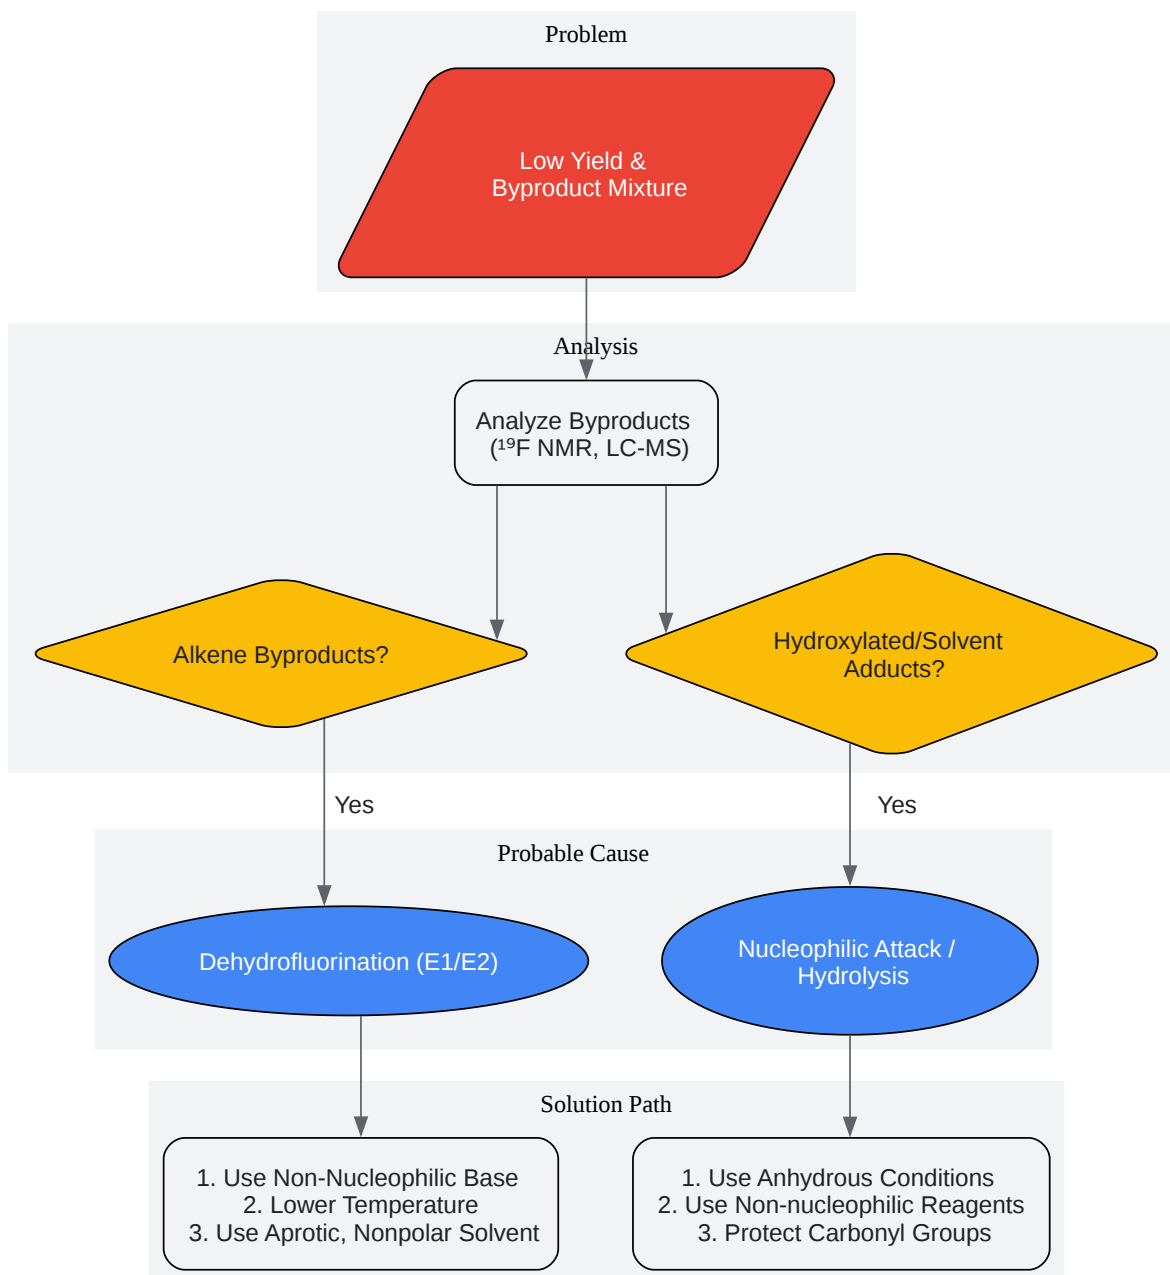 Problem
Low Yield &
Byproduct Mixture
Analysis
Analyze Byproducts
(¹⁹F NMR, LC-MS)
Alkene Byproducts?
Hydroxylated/Solvent
Adducts?
Yes
Yes
Probable Cause
Dehydrofluorination (E1/E2)
Nucleophilic Attack /
Hydrolysis
Solution Path
1. Use Non-Nucleophilic Base
2. Lower Temperature
3. Use Aprotic, Nonpolar Solvent
1. Use Anhydrous Conditions
2. Use Non-nucleophilic Reagents
3. Protect Carbonyl Groups